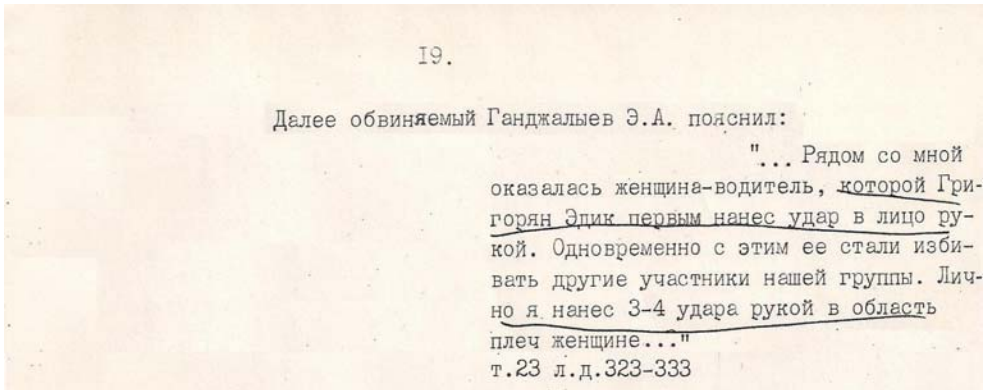 I9.
Далее обвиняемый Ганджалыев Э.А. пояснил:
"... Рядом со мной
оказалась женщина-водитель, которой Гри-
горян Эдик первым нанес удар в лицо ру-
кой. Одновременно с этим ее стали изби-
вать другие участники нашей группы. Лич-
но я нанес 3-4 удара рукой в область
плеч женщине..."
т.23 л.д.323-333